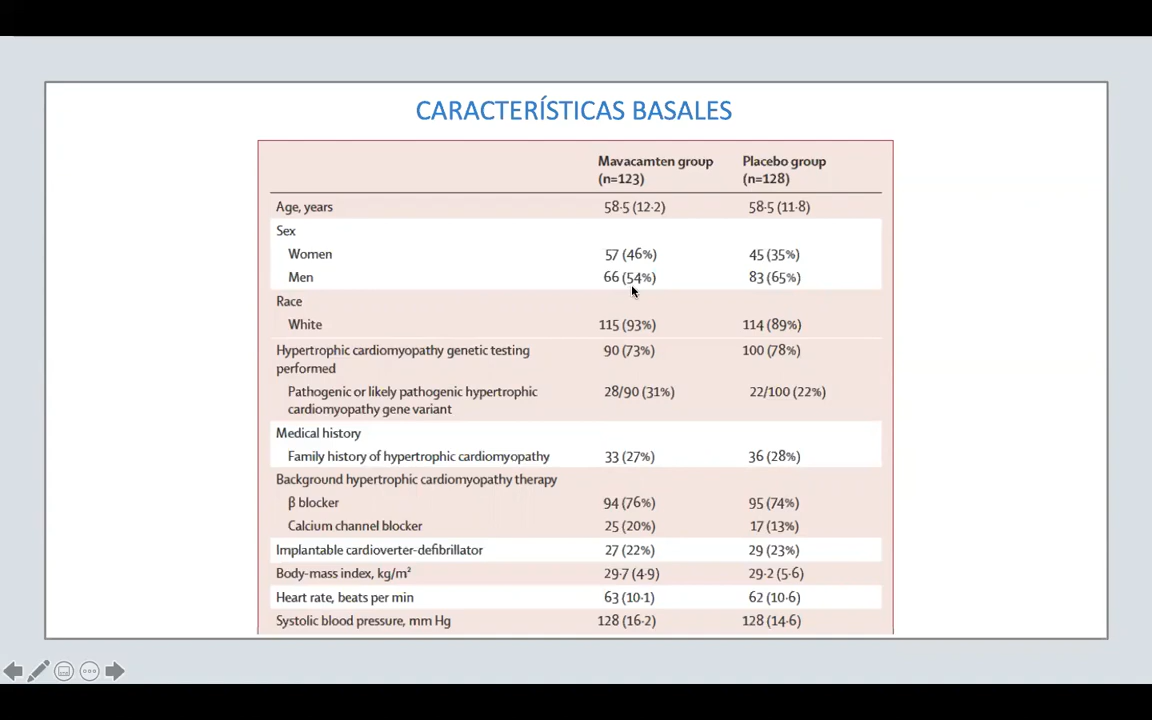 CARACTERÍSTICAS BASALES
Mavacamten group Placebo group
(n=123) (n=128)
Age, years 58·5 (12·2) 58·5 (11·8)
Sex
Women 57 (46%) 45 (35%)
Men 66 (54%) 83 (65%)
Race
White 115 (93%) 114 (89%)
Hypertrophic cardiomyopathy genetic testing 90 (73%) 100 (78%)
performed
Pathogenic or likely pathogenic hypertrophic 28/90 (31%) 22/100 (22%)
cardiomyopathy gene variant
Medical history
Family history of hypertrophic cardiomyopathy 33 (27%) 36 (28%)
Background hypertrophic cardiomyopathy therapy
β blocker 94 (76%) 95 (74%)
Calcium channel blocker 25 (20%) 17 (13%)
Implantable cardioverter-defibrillator 27 (22%) 29 (23%)
Body-mass index, kg/m² 29·7 (4·9) 29·2 (5·6)
Heart rate, beats per min 63 (10·1) 62 (10·6)
Systolic blood pressure, mm Hg 128 (16·2) 128 (14·6)